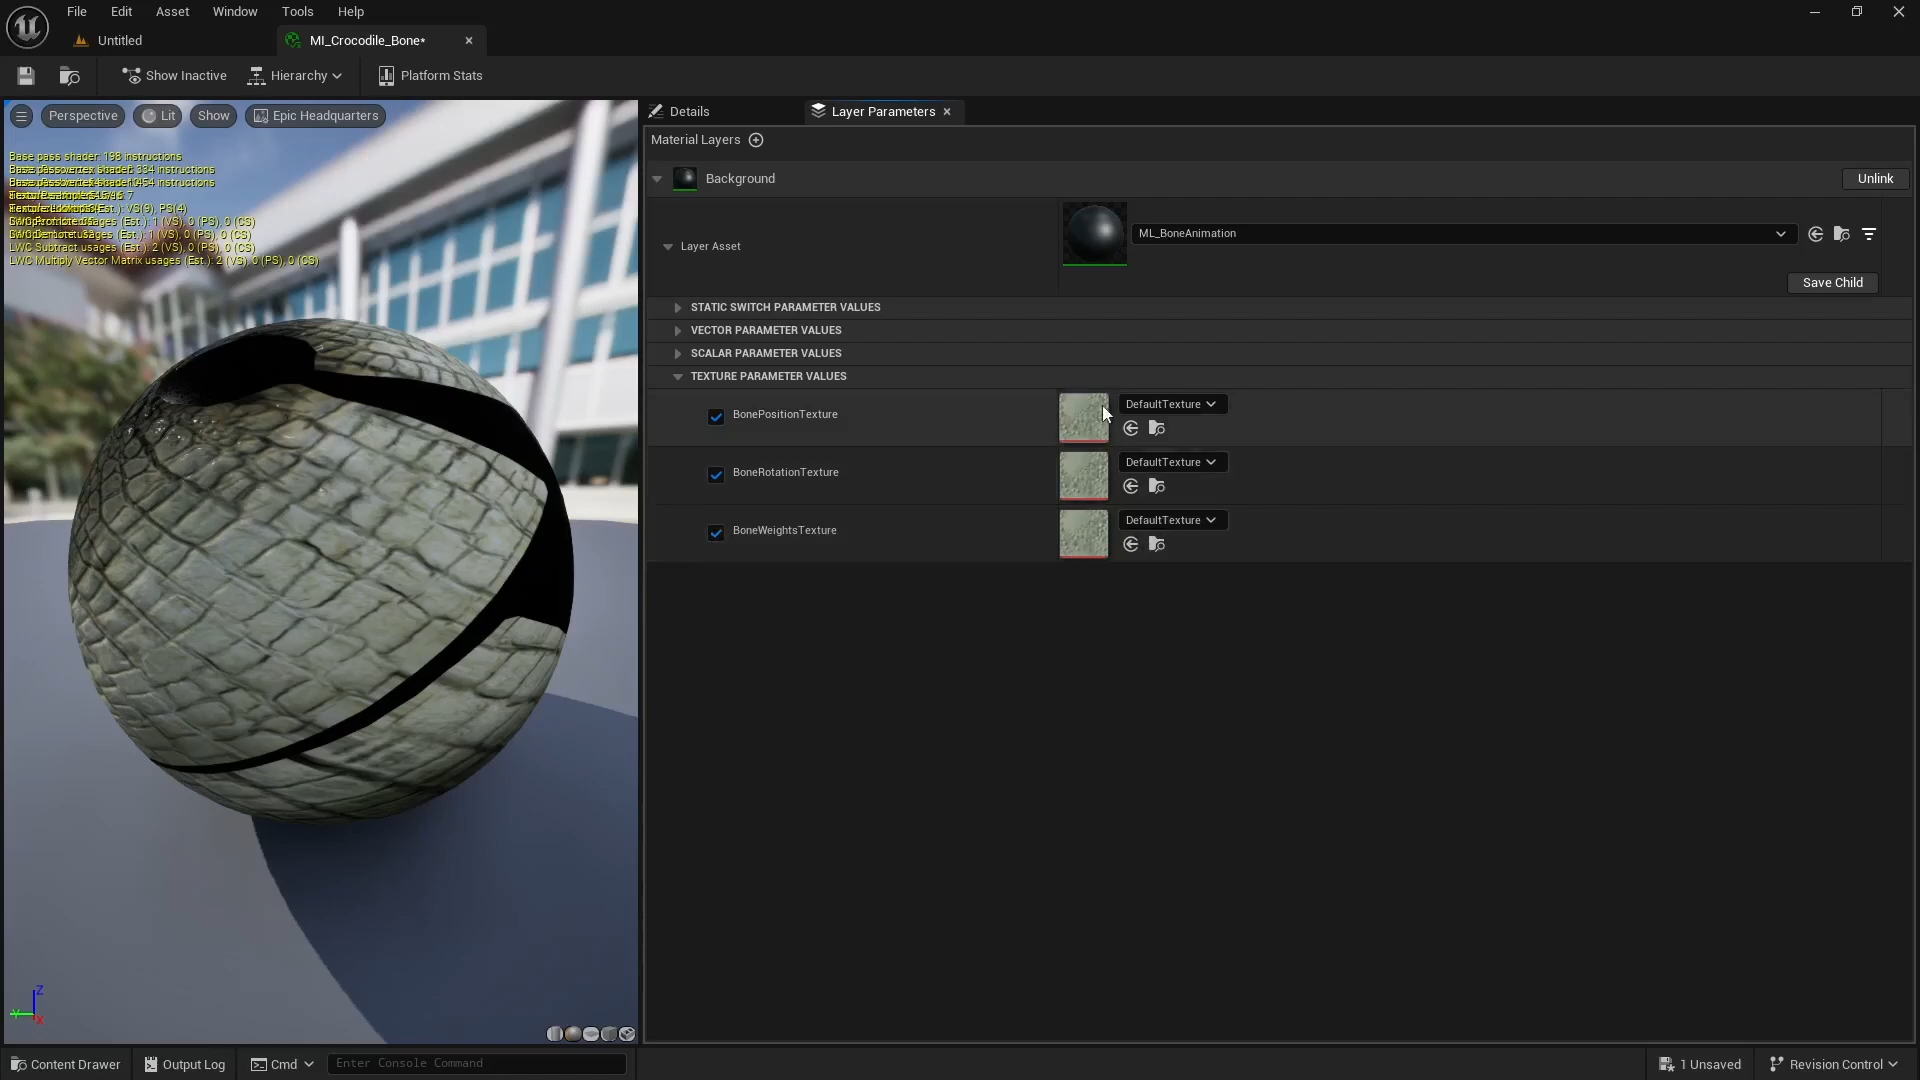 File Edit Asset Window Tools Help
Untitled
MI_Crocodile_Bone*
Show Inactive
Hierarchy
Platform Stats
Perspective
Lit
Show
Epic Headquarters
Base pass shader: 198 instructions
LWC Subtract usages (Est.): 2 (VS), 0 (PS), 0 (CS)
LWC Multiply Vector Matrix usages (Est.): 2 (VS), 0 (PS), 0 (CS)
Z
Y
X
Details
Layer Parameters
Material Layers
Background
Unlink
Layer Asset
ML_BoneAnimation
Save Child
STATIC SWITCH PARAMETER VALUES
VECTOR PARAMETER VALUES
SCALAR PARAMETER VALUES
TEXTURE PARAMETER VALUES
BonePositionTexture
DefaultTexture
BoneRotationTexture
DefaultTexture
BoneWeightsTexture
DefaultTexture
Content Drawer
Output Log
Cmd
Enter Console Command
1 Unsaved
Revision Control